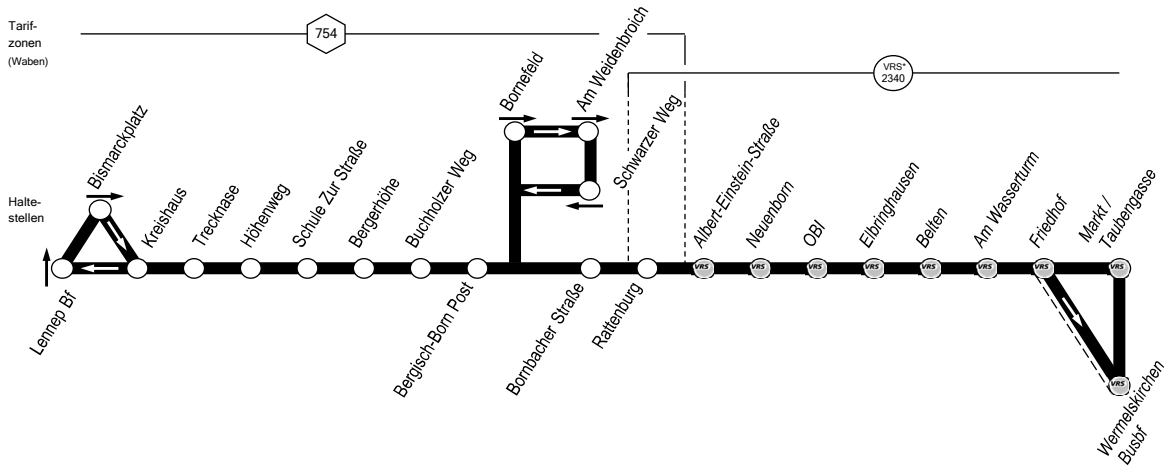 Tarif-
zonen
(Waben)
754
VRS*
2340
Halte-
stellen
Lennep Bf
Bismarckplatz
Kreishaus
Trecknase
Höhenweg
Schule Zur Straße
Bergerhöhe
Buchholzer Weg
Bergisch-Born Post
Bornefeld
Am Weidenbroich
Schwarzer Weg
Bornbacher Straße
Rattenburg
Albert-Einstein-Straße
Neuenborn
OBI
Elbringhausen
Belten
Am Wasserturm
Friedhof
Markt /
Taubengasse
Wermelskirchen
Busbf
VRS
VRS
VRS
VRS
VRS
VRS
VRS
VRS
VRS